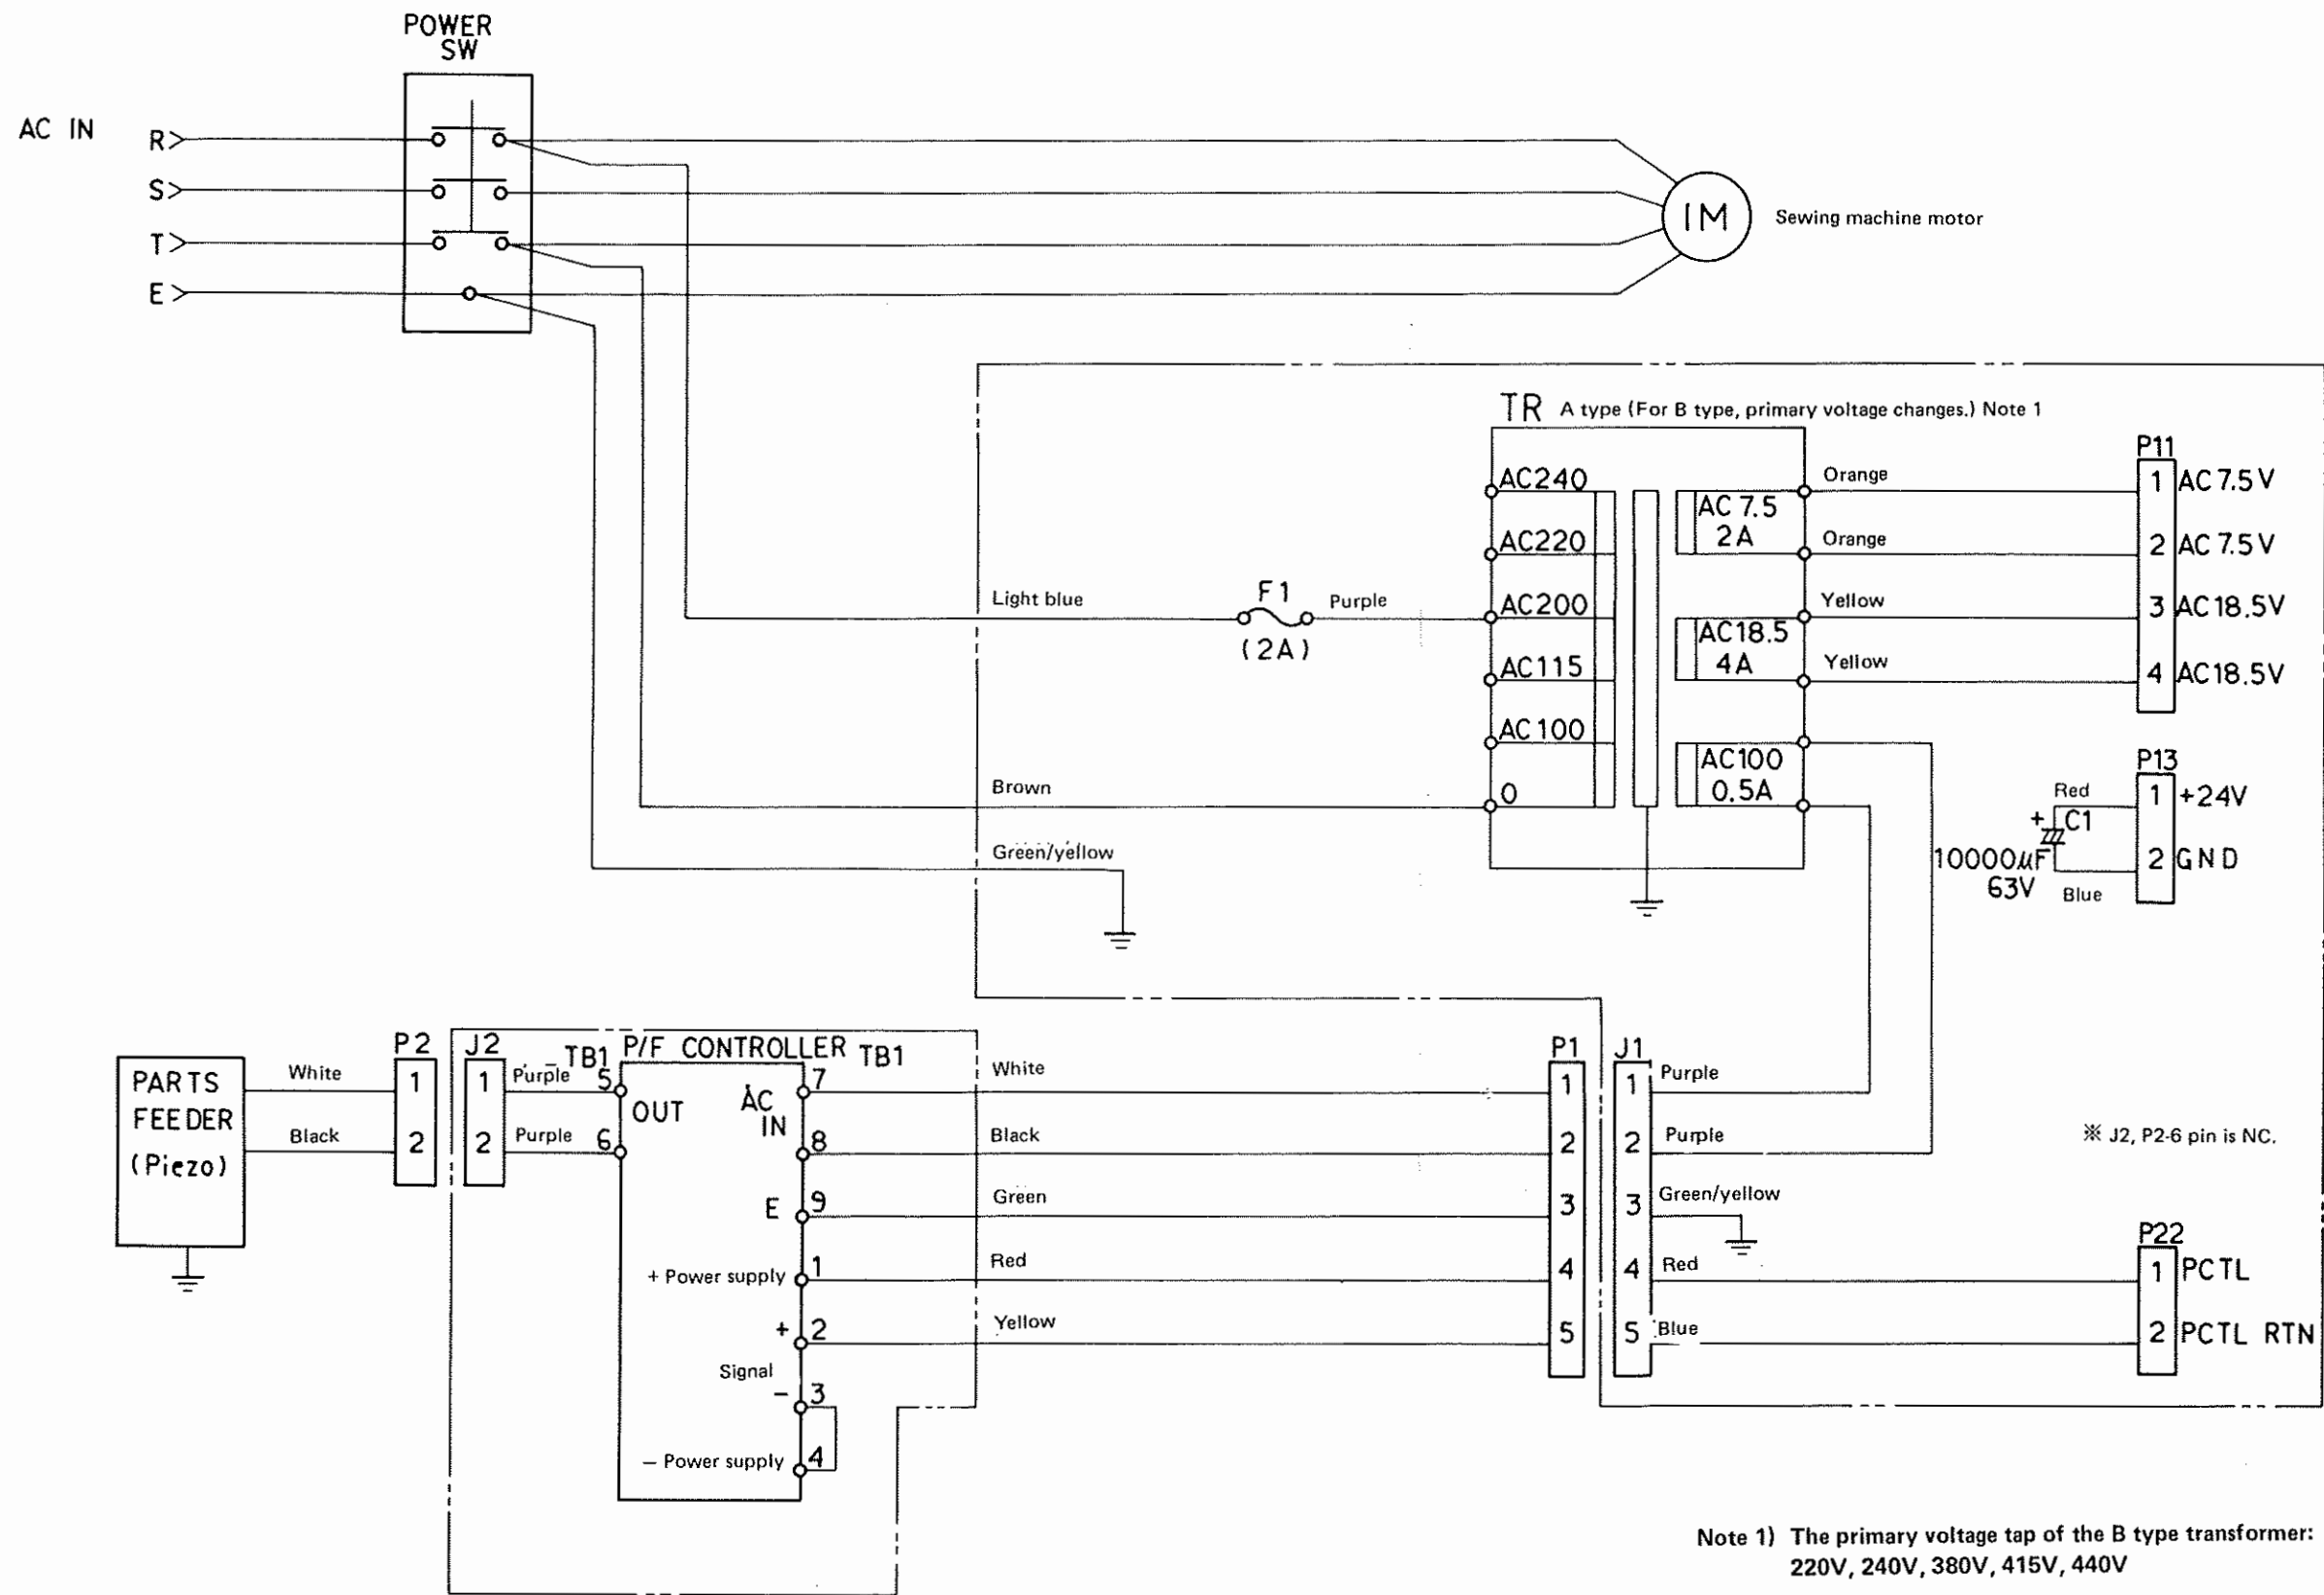 POWER
SW
AC IN
R
S
T
E
IM
Sewing machine motor
TR A type (For B type, primary voltage changes.) Note 1
AC240
AC220
AC200
AC115
AC100
0
AC 7.5
2A
AC18.5
4A
AC100
0.5A
Orange
Orange
Yellow
Yellow
P11
1 AC 7.5V
2 AC 7.5V
3 AC18.5V
4 AC18.5V
Light blue
F1
(2A)
Purple
Brown
Green/yellow
P13
1 +24V
2 GND
Red
+ C1
10000µF
63V
Blue
PARTS
FEEDER
(Piezo)
White
Black
P2
1
2
J2
1
2
Purple
Purple
TB1 P/F CONTROLLER TB1
5
6
OUT
AC
IN
7
8
E 9
+ Power supply 1
+ 2
Signal
- 3
- Power supply 4
White
Black
Green
Red
Yellow
P1
1
2
3
4
5
J1
1
2
3
4
5
Purple
Purple
Green/yellow
Red
Blue
※ J2, P2-6 pin is NC.
P22
1 PCTL
2 PCTL RTN
Note 1) The primary voltage tap of the B type transformer:
220V, 240V, 380V, 415V, 440V